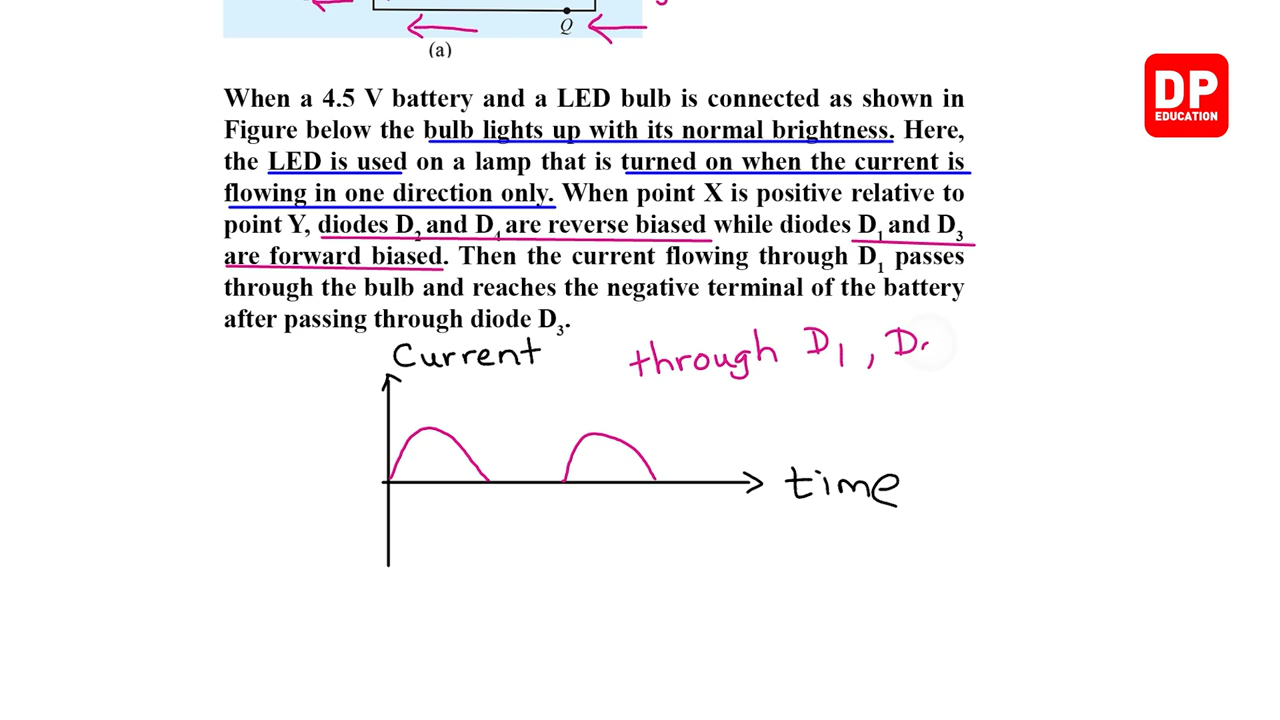 Q
(a)
DP
EDUCATION
When a 4.5 V battery and a LED bulb is connected as shown in
Figure below the bulb lights up with its normal brightness. Here,
the LED is used on a lamp that is turned on when the current is
flowing in one direction only. When point X is positive relative to
point Y, diodes D₂ and D₄ are reverse biased while diodes D₁ and D₃
are forward biased. Then the current flowing through D₁ passes
through the bulb and reaches the negative terminal of the battery
after passing through diode D₃.
Current
through D₁, D
time